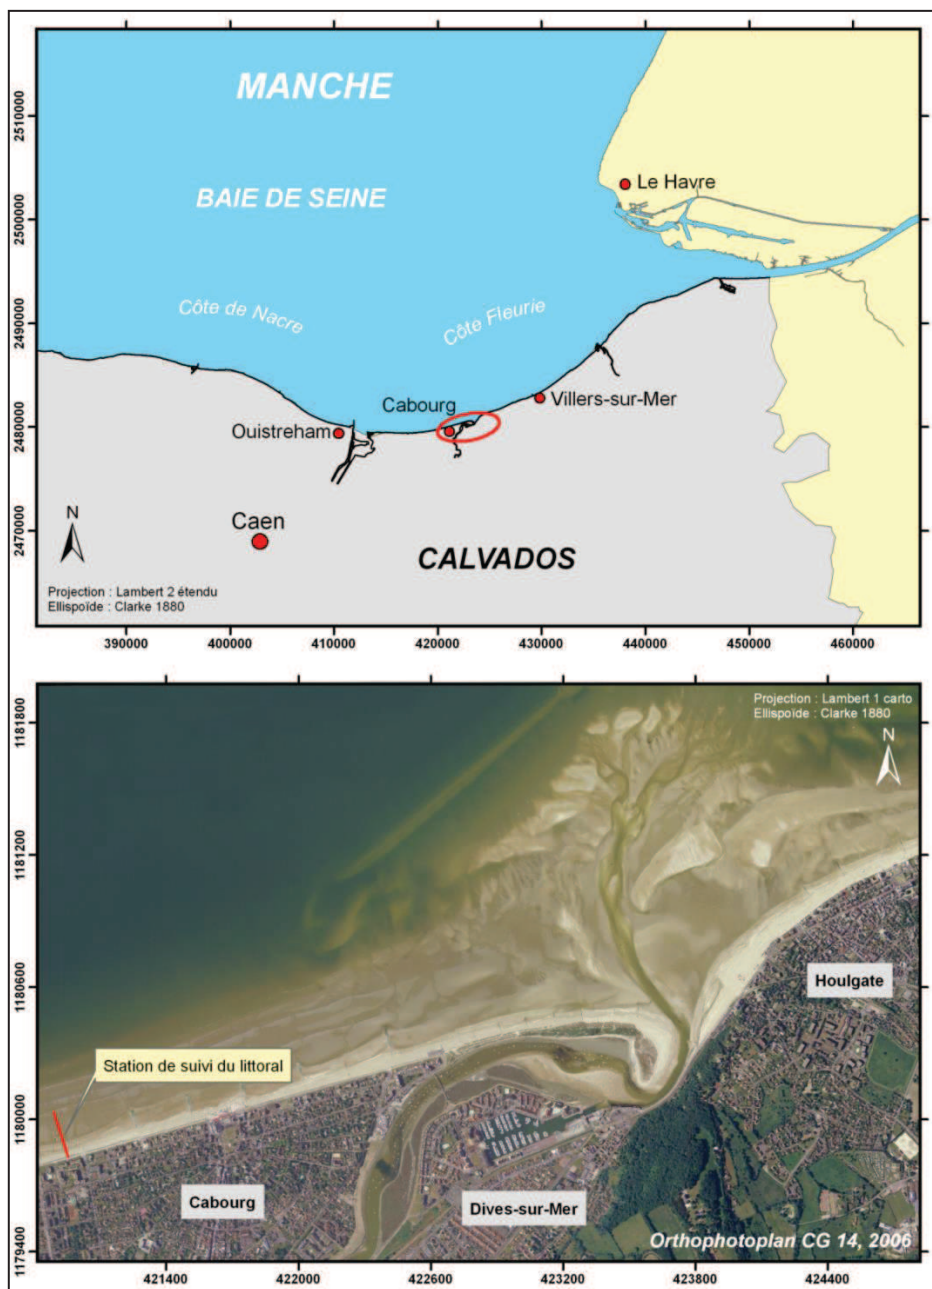 MANCHE
BAIE DE SEINE
Côte de Nacre
Côte Fleurie
Le Havre
Cabourg
Villers-sur-Mer
Ouistreham
Caen
CALVADOS
N
Projection : Lambert 2 étendu
Ellispoïde : Clarke 1880
2510000
2500000
2490000
2480000
2470000
390000
400000
410000
420000
430000
440000
450000
460000
Projection : Lambert 1 carto
Ellispoïde : Clarke 1880
N
Houlgate
Station de suivi du littoral
Cabourg
Dives-sur-Mer
Orthophotoplan CG 14, 2006
1181800
1181200
1180600
1180000
1179400
421400
422000
422600
423200
423800
424400